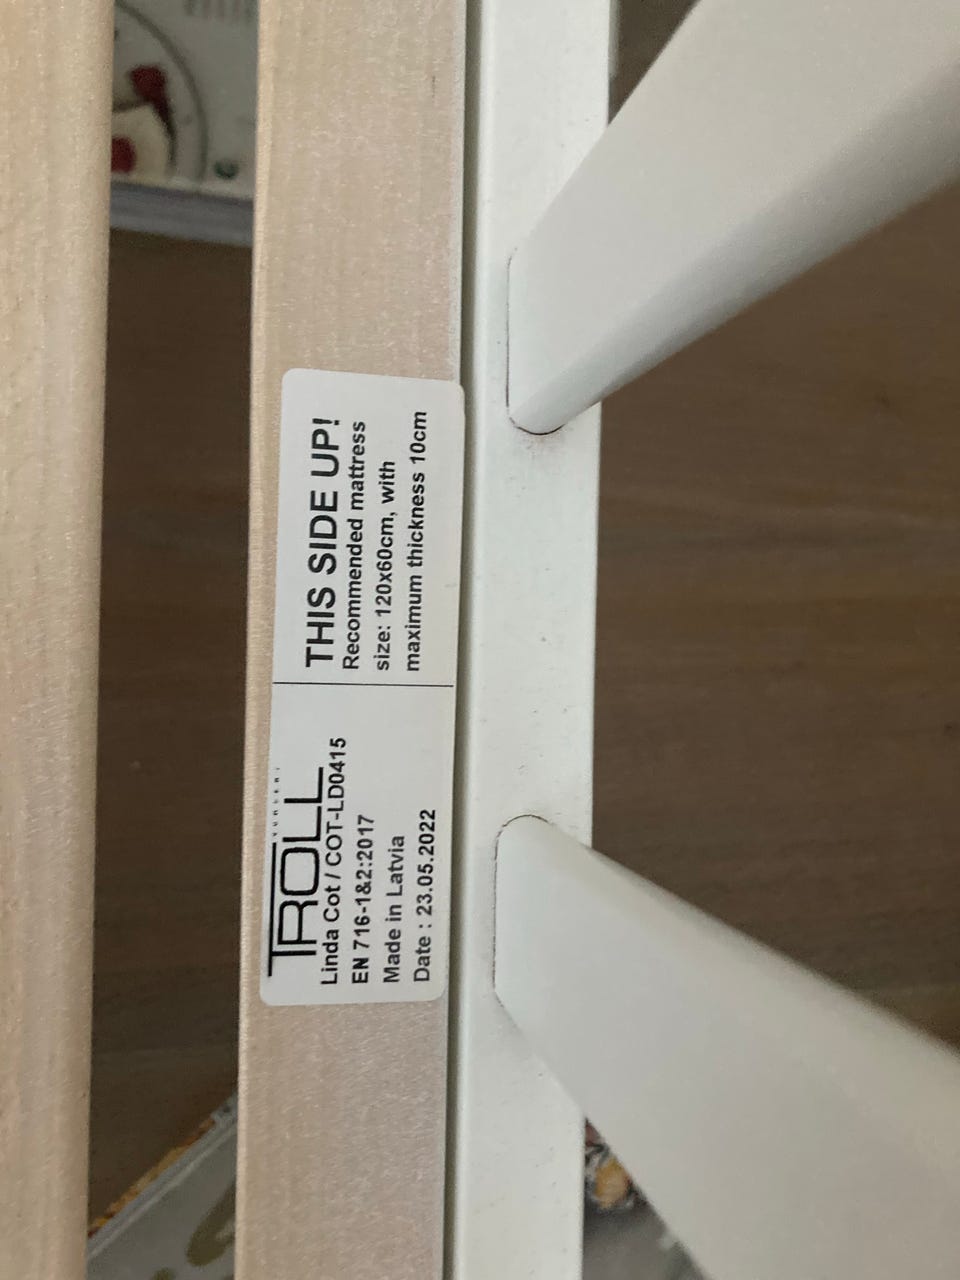 TROLL
NURSERY
Linda Cot / COT-LD0415
EN 716-1&2:2017
Made in Latvia
Date : 23.05.2022
THIS SIDE UP!
Recommended mattress
size: 120x60cm, with
maximum thickness 10cm